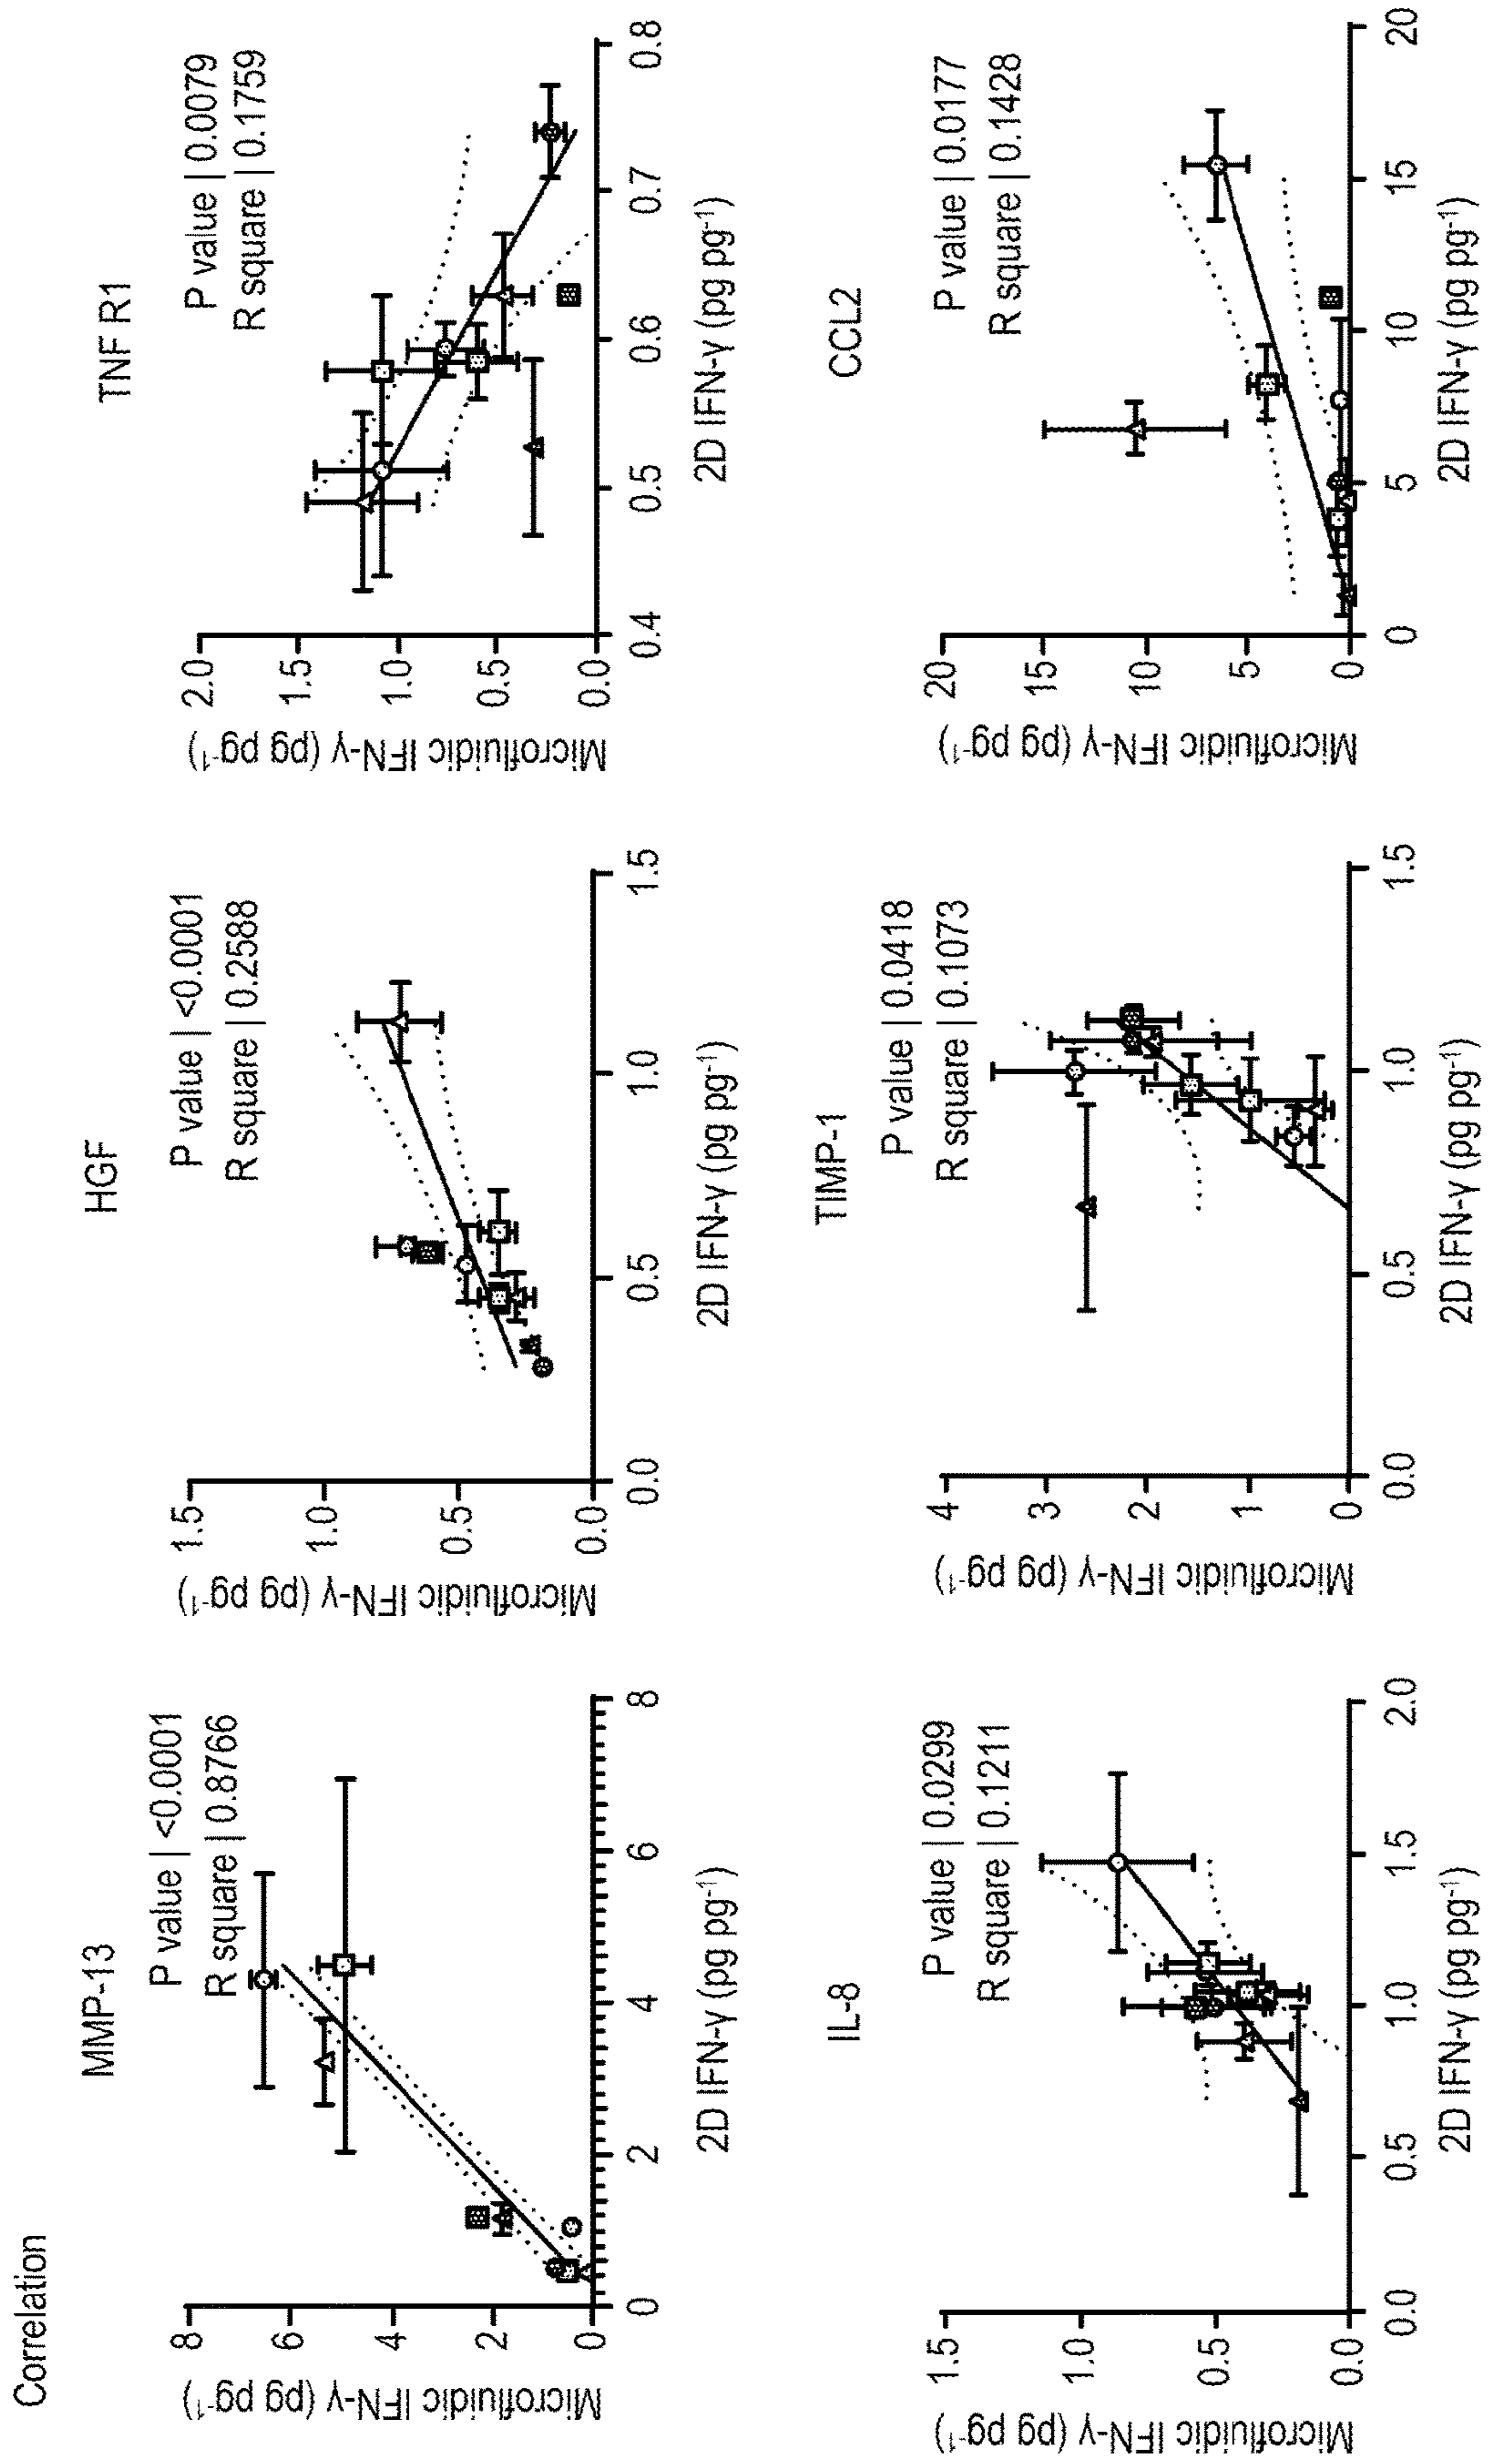 Correlation
MMP-13
P value | <0.0001
R square | 0.8766
Microfluidic IFN-γ (pg pg⁻¹)
8
6
4
2
0
0 2 4 6 8
2D IFN-γ (pg pg⁻¹)
HGF
P value | <0.0001
R square | 0.2588
Microfluidic IFN-γ (pg pg⁻¹)
1.5
1.0
0.5
0.0
0.0 0.5 1.0 1.5
2D IFN-γ (pg pg⁻¹)
TNF R1
P value | 0.0079
R square | 0.1759
Microfluidic IFN-γ (pg pg⁻¹)
2.0
1.5
1.0
0.5
0.0
0.4 0.5 0.6 0.7 0.8
2D IFN-γ (pg pg⁻¹)
IL-8
P value | 0.0299
R square | 0.1211
Microfluidic IFN-γ (pg pg⁻¹)
1.5
1.0
0.5
0.0
0.0 0.5 1.0 1.5 2.0
2D IFN-γ (pg pg⁻¹)
TIMP-1
P value | 0.0418
R square | 0.1073
Microfluidic IFN-γ (pg pg⁻¹)
4
3
2
1
0
0.0 0.5 1.0 1.5
2D IFN-γ (pg pg⁻¹)
CCL2
P value | 0.0177
R square | 0.1428
Microfluidic IFN-γ (pg pg⁻¹)
20
15
10
5
0
0 5 10 15 20
2D IFN-γ (pg pg⁻¹)